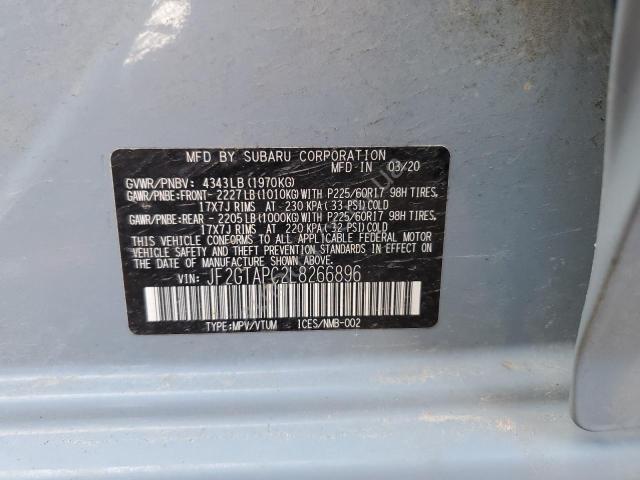 MFD BY SUBARU CORPORATION
MFD IN 03/20
GVWR/PNBV: 4343LB (1970KG)
GAWR/PNBE:FRONT- 2227LB(1010KG)WITH P225/60R17 98H TIRES,
17X7J RIMS AT 230 KPA(33 PSI)COLD
GAWR/PNBE:REAR - 2205LB(1000KG)WITH P225/60R17 98H TIRES,
17X7J RIMS AT 220 KPA(32 PSI)COLD
THIS VEHICLE CONFORMS TO ALL APPLICABLE FEDERAL MOTOR
VEHICLE SAFETY AND THEFT PREVENTION STANDARDS IN EFFECT
ON THE DATE OF MANUFACTURE SHOWN ABOVE.
VIN: JF2GTAPC2L8266896
TYPE:MPV/VTUM ICES/NMB-002